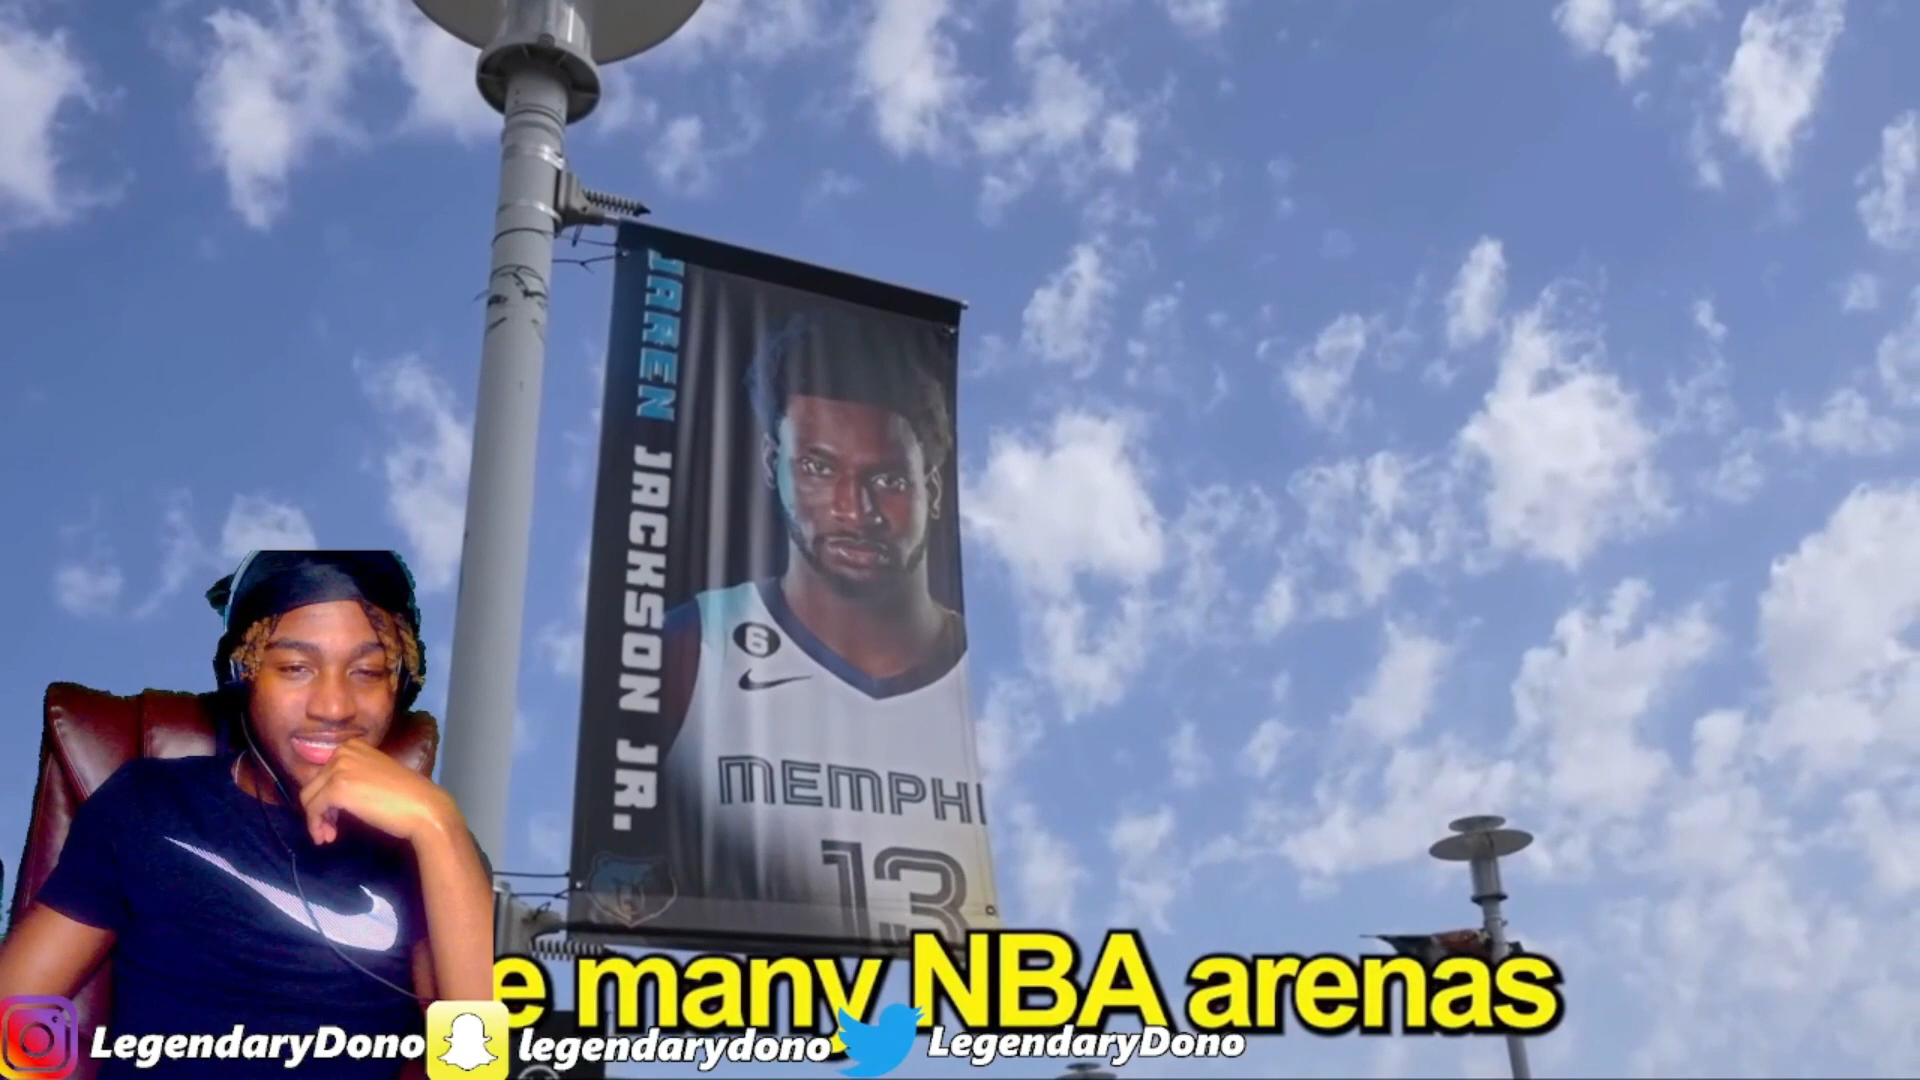 JAREN JACKSON JR.
6
MEMPHI
13
e many NBA arenas
LegendaryDono
legendarydono
LegendaryDono